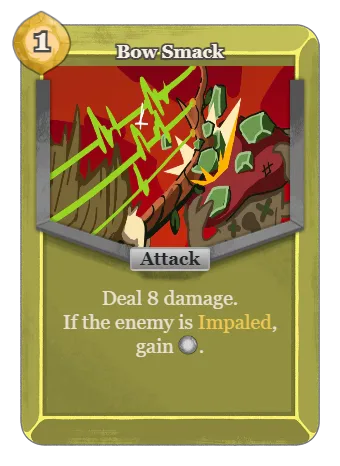 1
Bow Smack
Attack
Deal 8 damage.
If the enemy is Impaled,
gain .